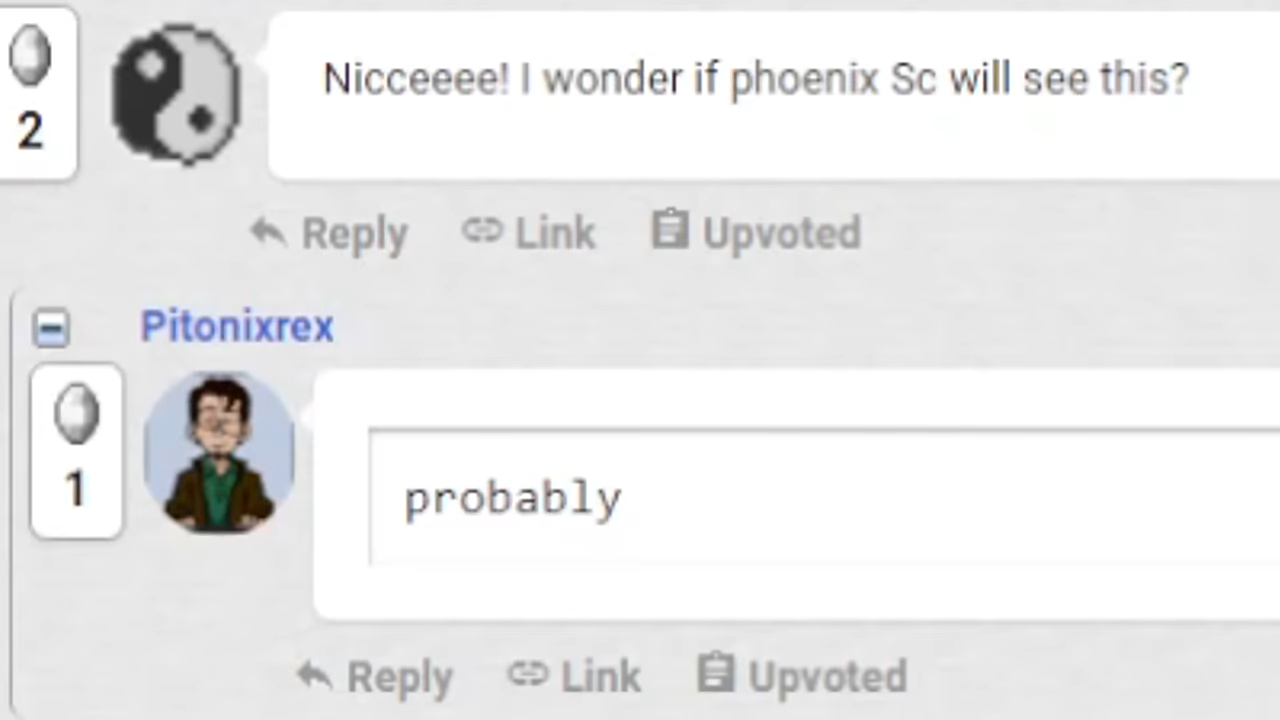 2
Nicceeee! I wonder if phoenix Sc will see this?
Reply Link Upvoted
Pitonixrex
1
probably
Reply Link Upvoted